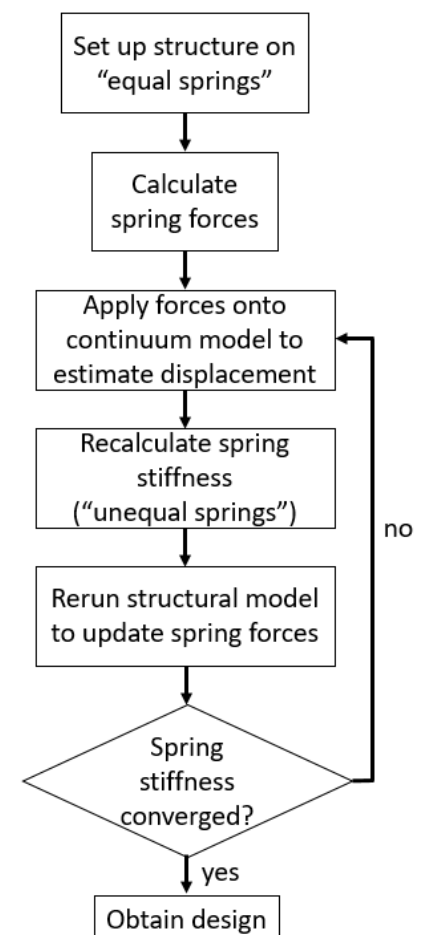 Set up structure on
“equal springs”
Calculate
spring forces
Apply forces onto
continuum model to
estimate displacement
Recalculate spring
stiffness
(“unequal springs”)
Rerun structural model
to update spring forces
Spring
stiffness
converged?
no
yes
Obtain design